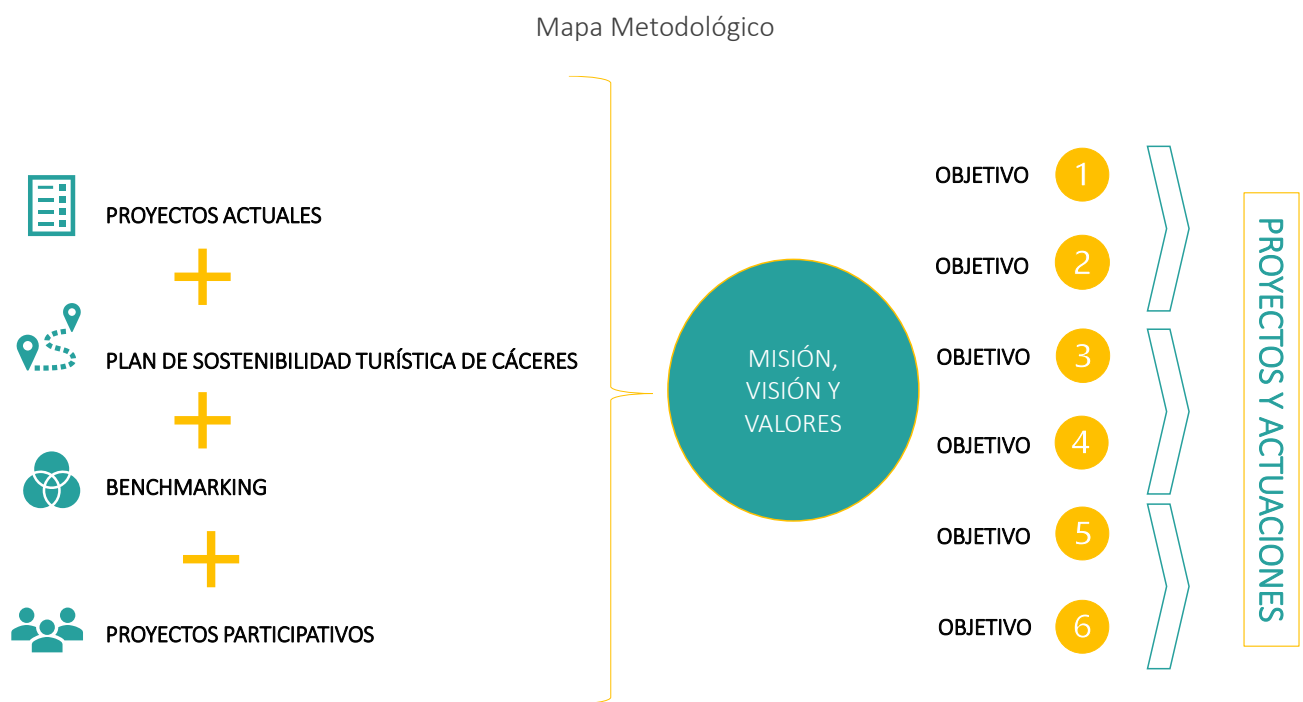 Mapa Metodológico
PROYECTOS ACTUALES
PLAN DE SOSTENIBILIDAD TURÍSTICA DE CÁCERES
BENCHMARKING
PROYECTOS PARTICIPATIVOS
MISIÓN,
VISIÓN Y
VALORES
OBJETIVO 1
OBJETIVO 2
OBJETIVO 3
OBJETIVO 4
OBJETIVO 5
OBJETIVO 6
PROYECTOS Y ACTUACIONES